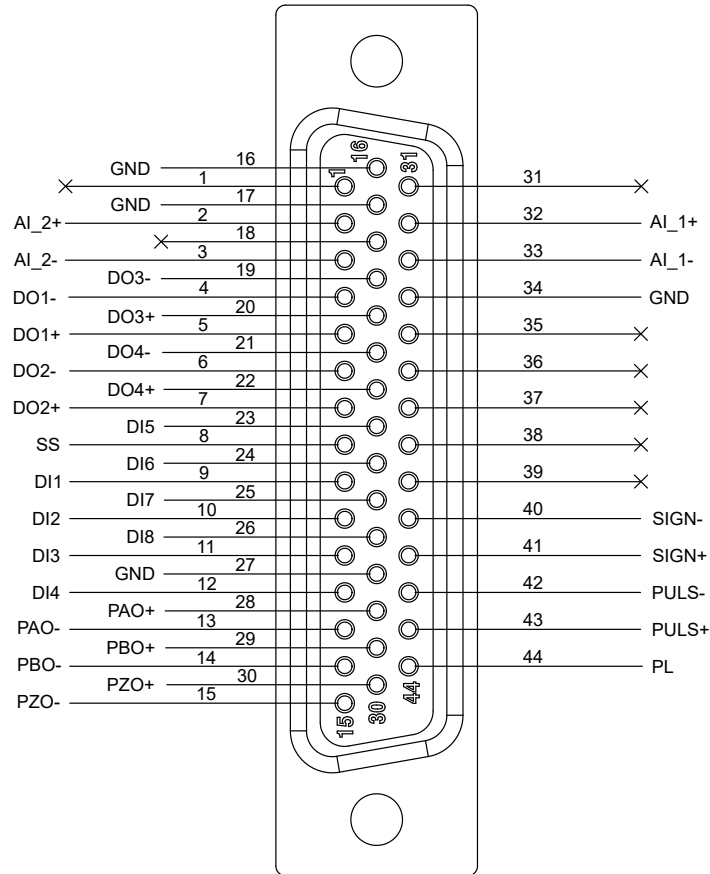 16 31
1
GND 16
1 31
GND 17
AI_2+ 2 32 AI_1+
18
AI_2- 3 33 AI_1-
DO3- 19
DO1- 4 34 GND
DO3+ 20
DO1+ 5 35
DO4- 21
DO2- 6 36
DO4+ 22
DO2+ 7 37
DI5 23
SS 8 38
DI6 24
DI1 9 39
DI7 25
DI2 10 40 SIGN-
DI8 26
DI3 11 41 SIGN+
GND 27
DI4 12 42 PULS-
PAO+ 28
PAO- 13 43 PULS+
PBO+ 29
PBO- 14 44 PL
PZO+ 30
PZO- 15
44
30
15